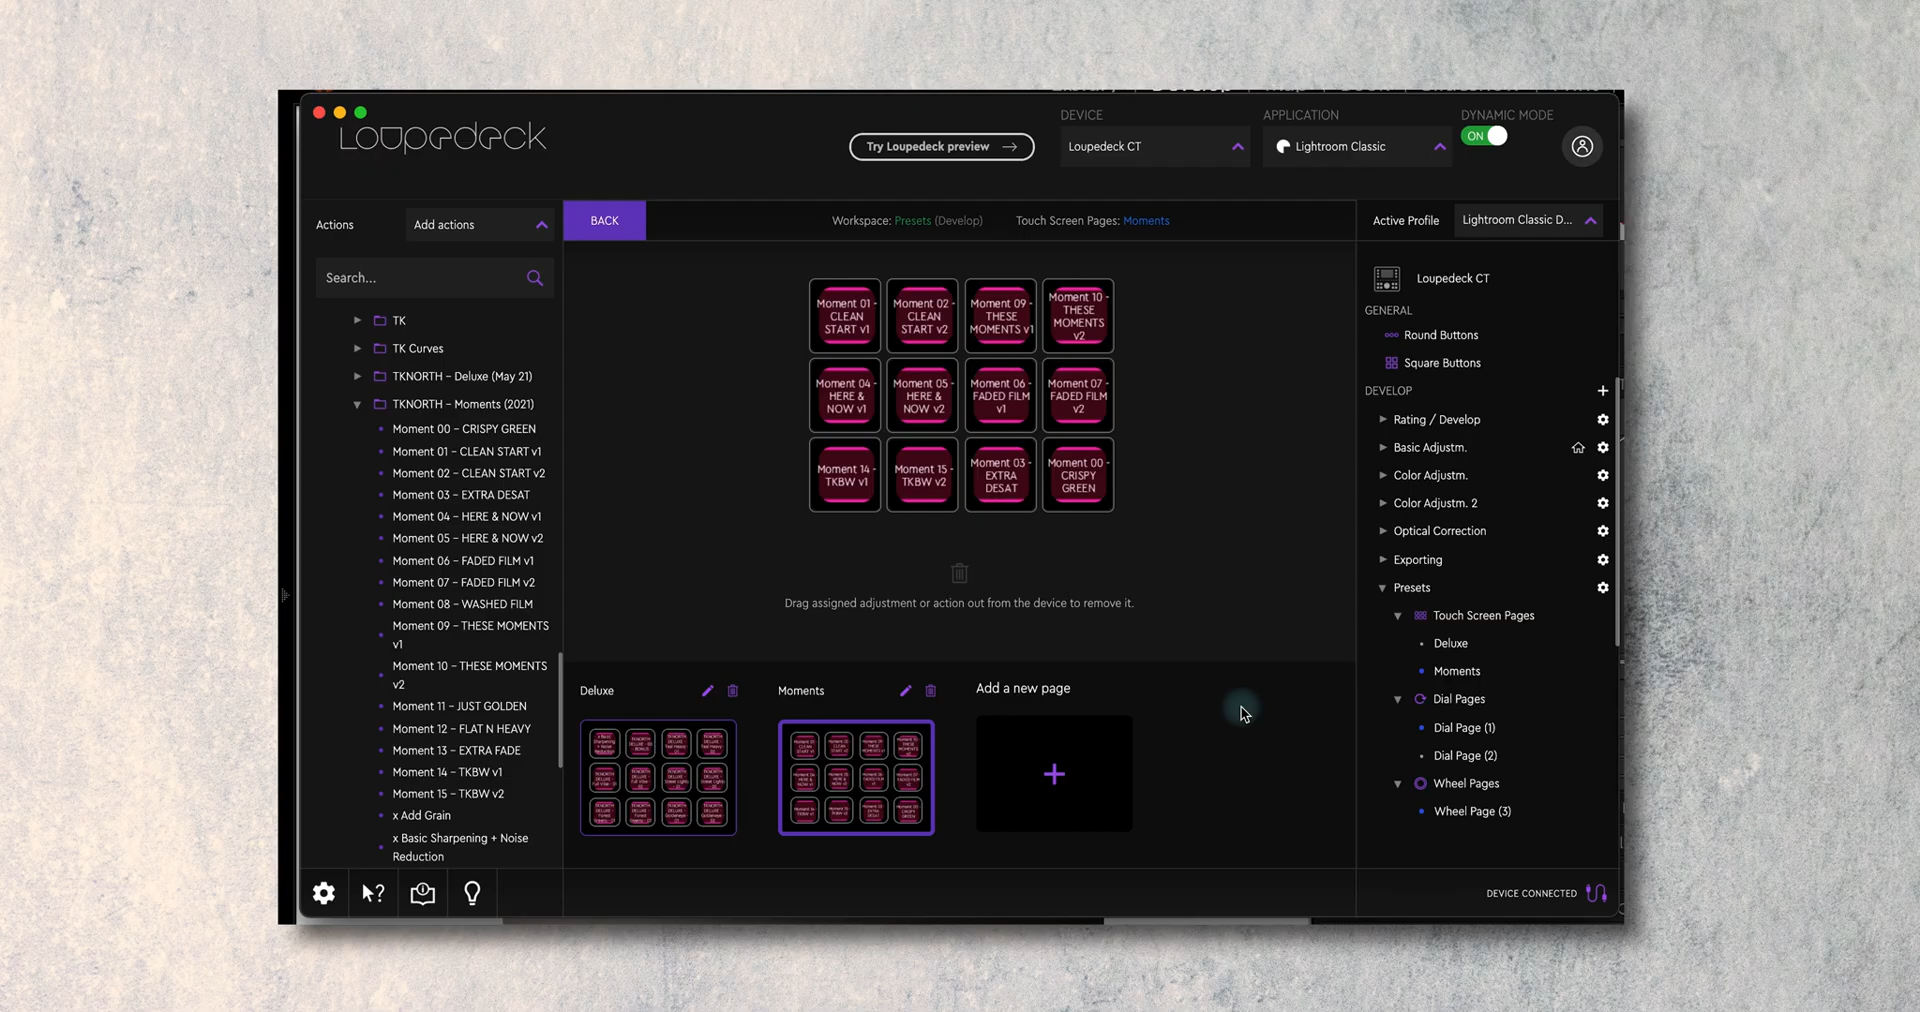 Loupedeck
Try Loupedeck preview
DEVICE
Loupedeck CT
APPLICATION
Lightroom Classic
DYNAMIC MODE
ON
Actions
Add actions
BACK
Workspace: Presets (Develop)
Touch Screen Pages: Moments
Active Profile
Lightroom Classic D...
Search...
TK
TK Curves
TKNORTH – Deluxe (May 21)
TKNORTH – Moments (2021)
Moment 00 – CRISPY GREEN
Moment 01 – CLEAN START v1
Moment 02 – CLEAN START v2
Moment 03 – EXTRA DESAT
Moment 04 – HERE & NOW v1
Moment 05 – HERE & NOW v2
Moment 06 – FADED FILM v1
Moment 07 – FADED FILM v2
Moment 08 – WASHED FILM
Moment 09 – THESE MOMENTS
v1
Moment 10 – THESE MOMENTS
v2
Moment 11 – JUST GOLDEN
Moment 12 – FLAT N HEAVY
Moment 13 – EXTRA FADE
Moment 14 – TKBW v1
Moment 15 – TKBW v2
x Add Grain
x Basic Sharpening + Noise
Reduction
Moment 01 -
CLEAN
START v1
Moment 02 -
CLEAN
START v2
Moment 09 -
THESE
MOMENTS v1
Moment 10 -
THESE
MOMENTS
v2
Moment 04 -
HERE &
NOW v1
Moment 05 -
HERE &
NOW v2
Moment 06 -
FADED FILM
v1
Moment 07 -
FADED FILM
v2
Moment 14 -
TKBW v1
Moment 15 -
TKBW v2
Moment 03 -
EXTRA
DESAT
Moment 00 -
CRISPY
GREEN
Drag assigned adjustment or action out from the device to remove it.
Deluxe
Moments
Add a new page
Loupedeck CT
GENERAL
Round Buttons
Square Buttons
DEVELOP
Rating / Develop
Basic Adjustm.
Color Adjustm.
Color Adjustm. 2
Optical Correction
Exporting
Presets
Touch Screen Pages
Deluxe
Moments
Dial Pages
Dial Page (1)
Dial Page (2)
Wheel Pages
Wheel Page (3)
DEVICE CONNECTED